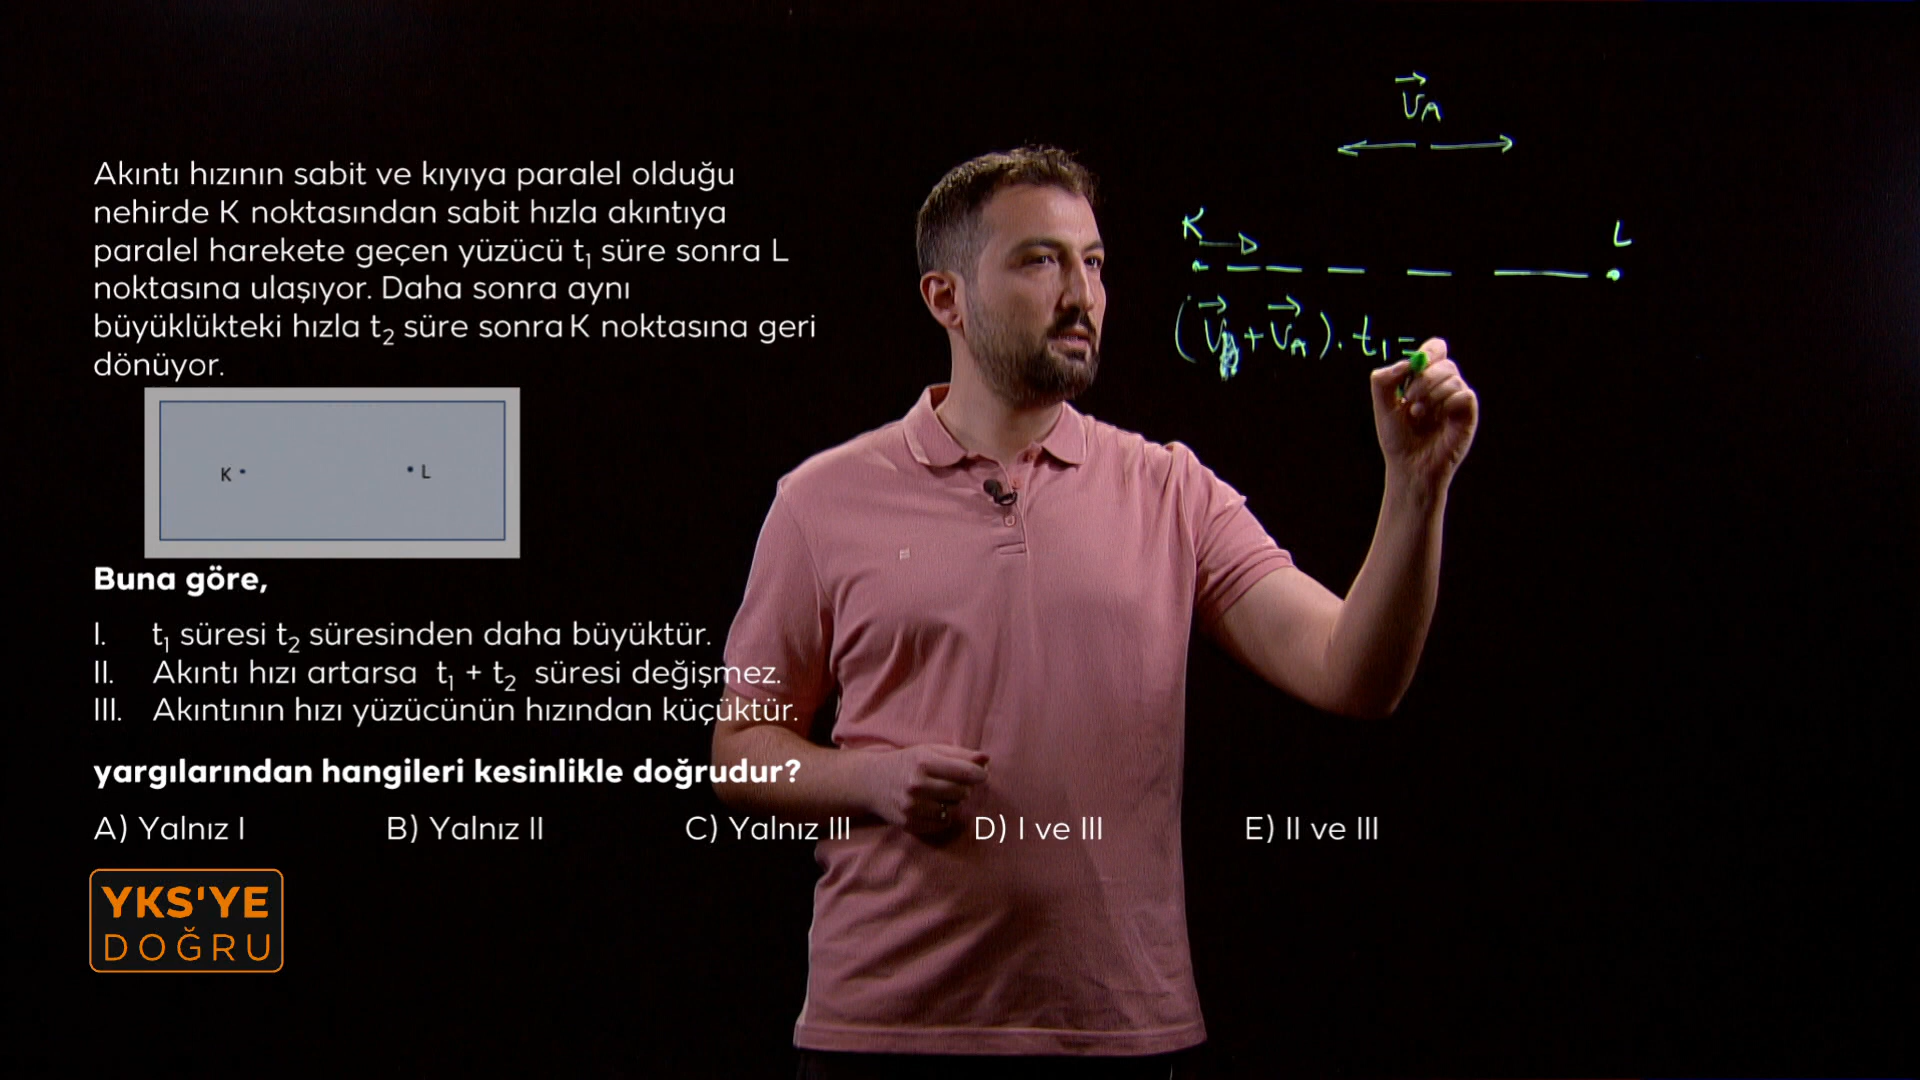 Akıntı hızının sabit ve kıyıya paralel olduğu
nehirde K noktasından sabit hızla akıntıya
paralel harekete geçen yüzücü t₁ süre sonra L
noktasına ulaşıyor. Daha sonra aynı
büyüklükteki hızla t₂ süre sonra K noktasına geri
dönüyor.
K L
Buna göre,
I. t₁ süresi t₂ süresinden daha büyüktür.
II. Akıntı hızı artarsa t₁ + t₂ süresi değişmez.
III. Akıntının hızı yüzücünün hızından küçüktür.
yargılarından hangileri kesinlikle doğrudur?
A) Yalnız I B) Yalnız II C) Yalnız III D) I ve III E) II ve III
YKS'YE
DOĞRU
V⃗A
K L
(V⃗y + V⃗A) . t₁ =